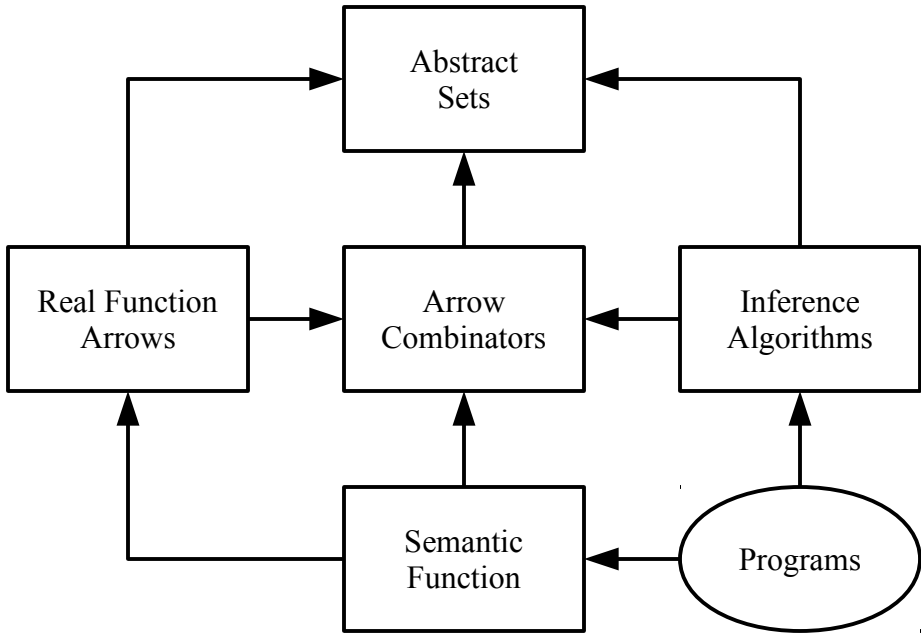 Abstract
Sets
Real Function
Arrows
Arrow
Combinators
Inference
Algorithms
Semantic
Function
Programs